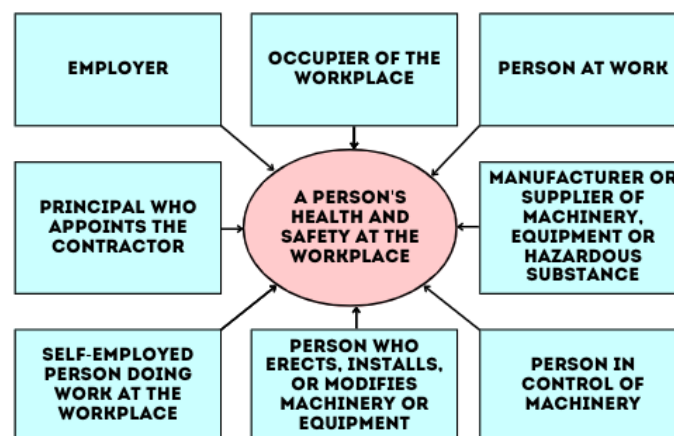 EMPLOYER
OCCUPIER OF THE
WORKPLACE
PERSON AT WORK
PRINCIPAL WHO
APPOINTS THE
CONTRACTOR
A PERSON'S
HEALTH AND
SAFETY AT THE
WORKPLACE
MANUFACTURER OR
SUPPLIER OF
MACHINERY,
EQUIPMENT OR
HAZARDOUS
SUBSTANCE
SELF-EMPLOYED
PERSON DOING
WORK AT THE
WORKPLACE
PERSON WHO
ERECTS, INSTALLS,
OR MODIFIES
MACHINERY OR
EQUIPMENT
PERSON IN
CONTROL OF
MACHINERY